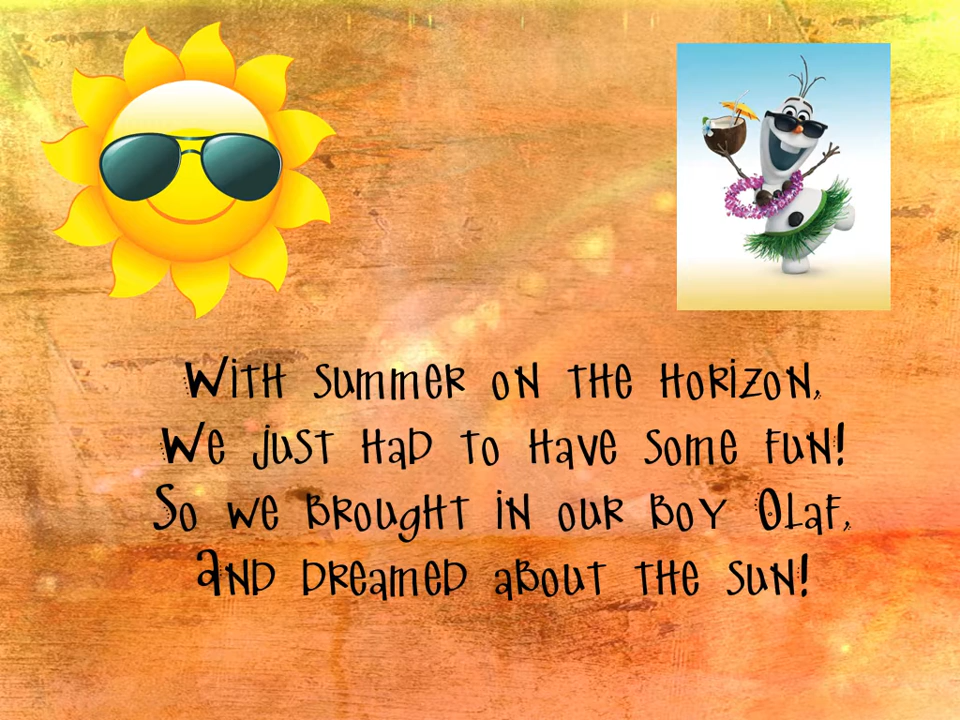 With summer on the horizon,
We just had to have some fun!
So we brought in our boy Olaf,
And dreamed about the sun!